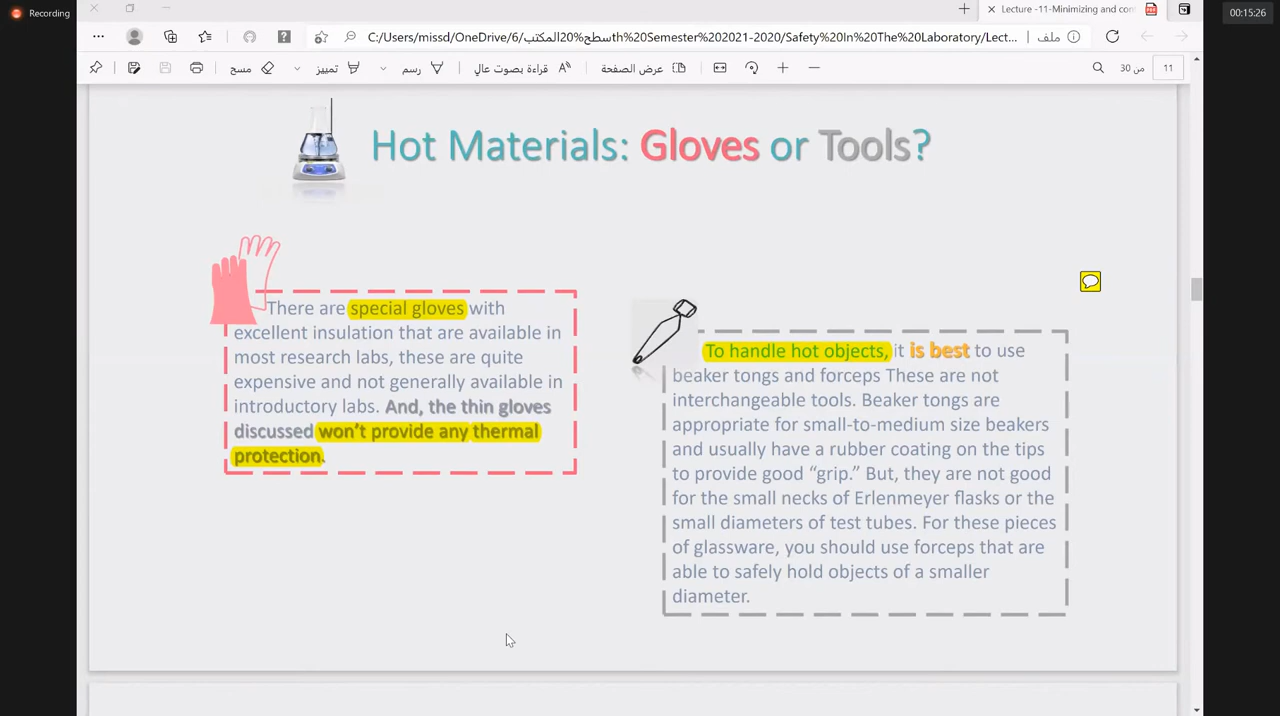 Recording
00:15:26
Lecture -11-Minimizing and con
C:/Users/missd/OneDrive/سطح%20المكتب/6th%20Semester%202021-2020/Safety%20In%20The%20Laboratory/Lect...
ملف
مسح
تمييز
رسم
قراءة بصوت عالٍ
عرض الصفحة
من 30
11
Hot Materials: Gloves or Tools?
There are special gloves with
excellent insulation that are available in
most research labs, these are quite
expensive and not generally available in
introductory labs. And, the thin gloves
discussed won't provide any thermal
protection.
To handle hot objects, it is best to use
beaker tongs and forceps These are not
interchangeable tools. Beaker tongs are
appropriate for small-to-medium size beakers
and usually have a rubber coating on the tips
to provide good “grip.” But, they are not good
for the small necks of Erlenmeyer flasks or the
small diameters of test tubes. For these pieces
of glassware, you should use forceps that are
able to safely hold objects of a smaller
diameter.